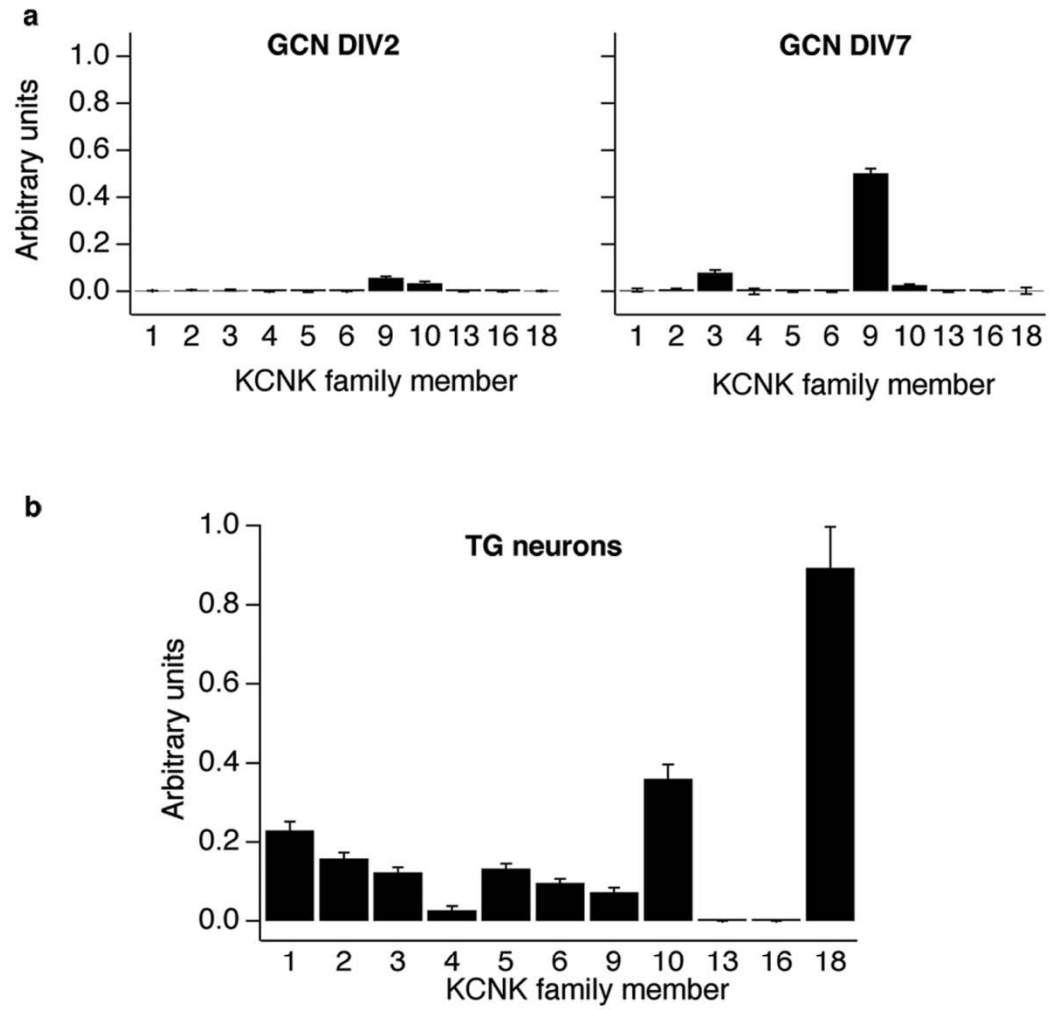 a
GCN DIV2
GCN DIV7
Arbitrary units
1.0
0.8
0.6
0.4
0.2
0.0
1 2 3 4 5 6 9 10 13 16 18
1 2 3 4 5 6 9 10 13 16 18
KCNK family member
KCNK family member
b
TG neurons
Arbitrary units
1.0
0.8
0.6
0.4
0.2
0.0
1 2 3 4 5 6 9 10 13 16 18
KCNK family member